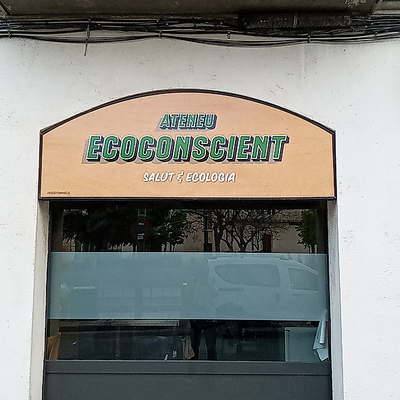 ATENEU
ECOCONSCIENT
SALUT & ECOLOGIA